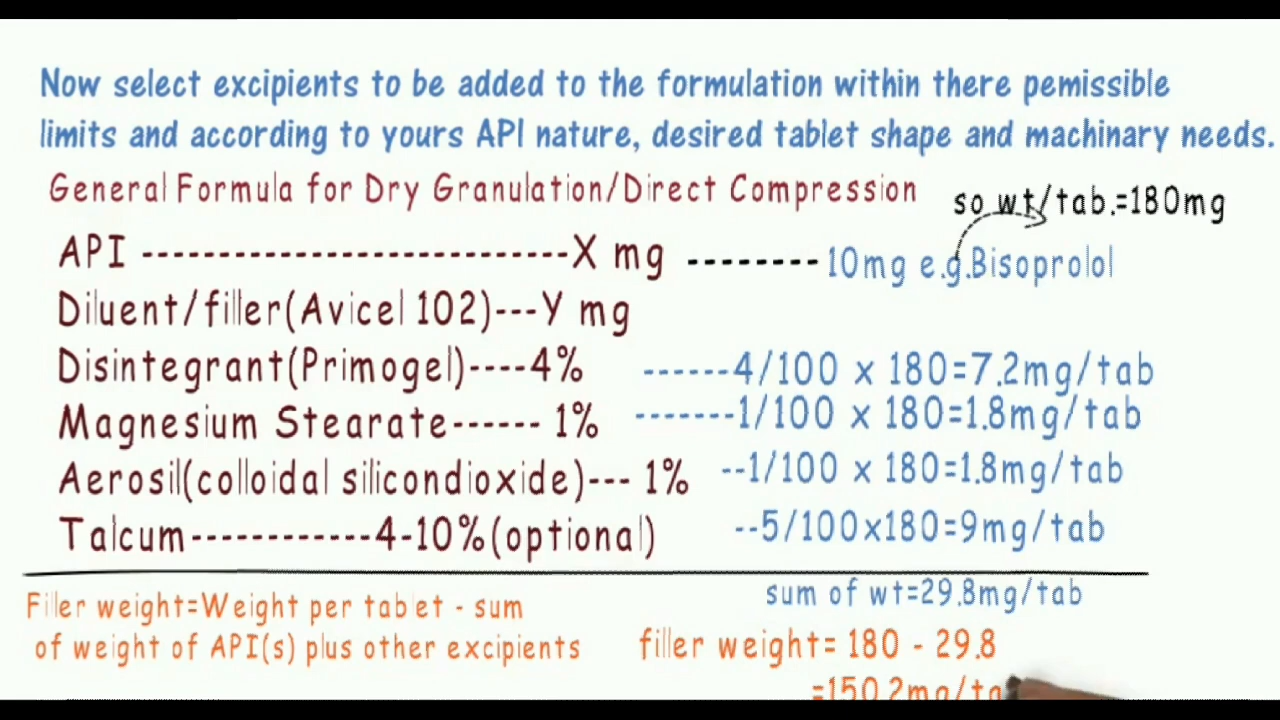 Now select excipients to be added to the formulation within there pemissible
limits and according to yours API nature, desired tablet shape and machinary needs.
General Formula for Dry Granulation/Direct Compression
so wt/tab.=180mg
API --------------------------X mg --------10mg e.g.Bisoprolol
Diluent/filler(Avicel 102)---Y mg
Disintegrant(Primogel)----4% ------4/100 x 180=7.2mg/tab
Magnesium Stearate------ 1% -------1/100 x 180=1.8mg/tab
Aerosil(colloidal silicondioxide)--- 1% --1/100 x 180=1.8mg/tab
Talcum------------4-10%(optional) --5/100x180=9mg/tab
sum of wt=29.8mg/tab
Filler weight=Weight per tablet - sum
of weight of API(s) plus other excipients
filler weight= 180 - 29.8
=150.2mg/ta